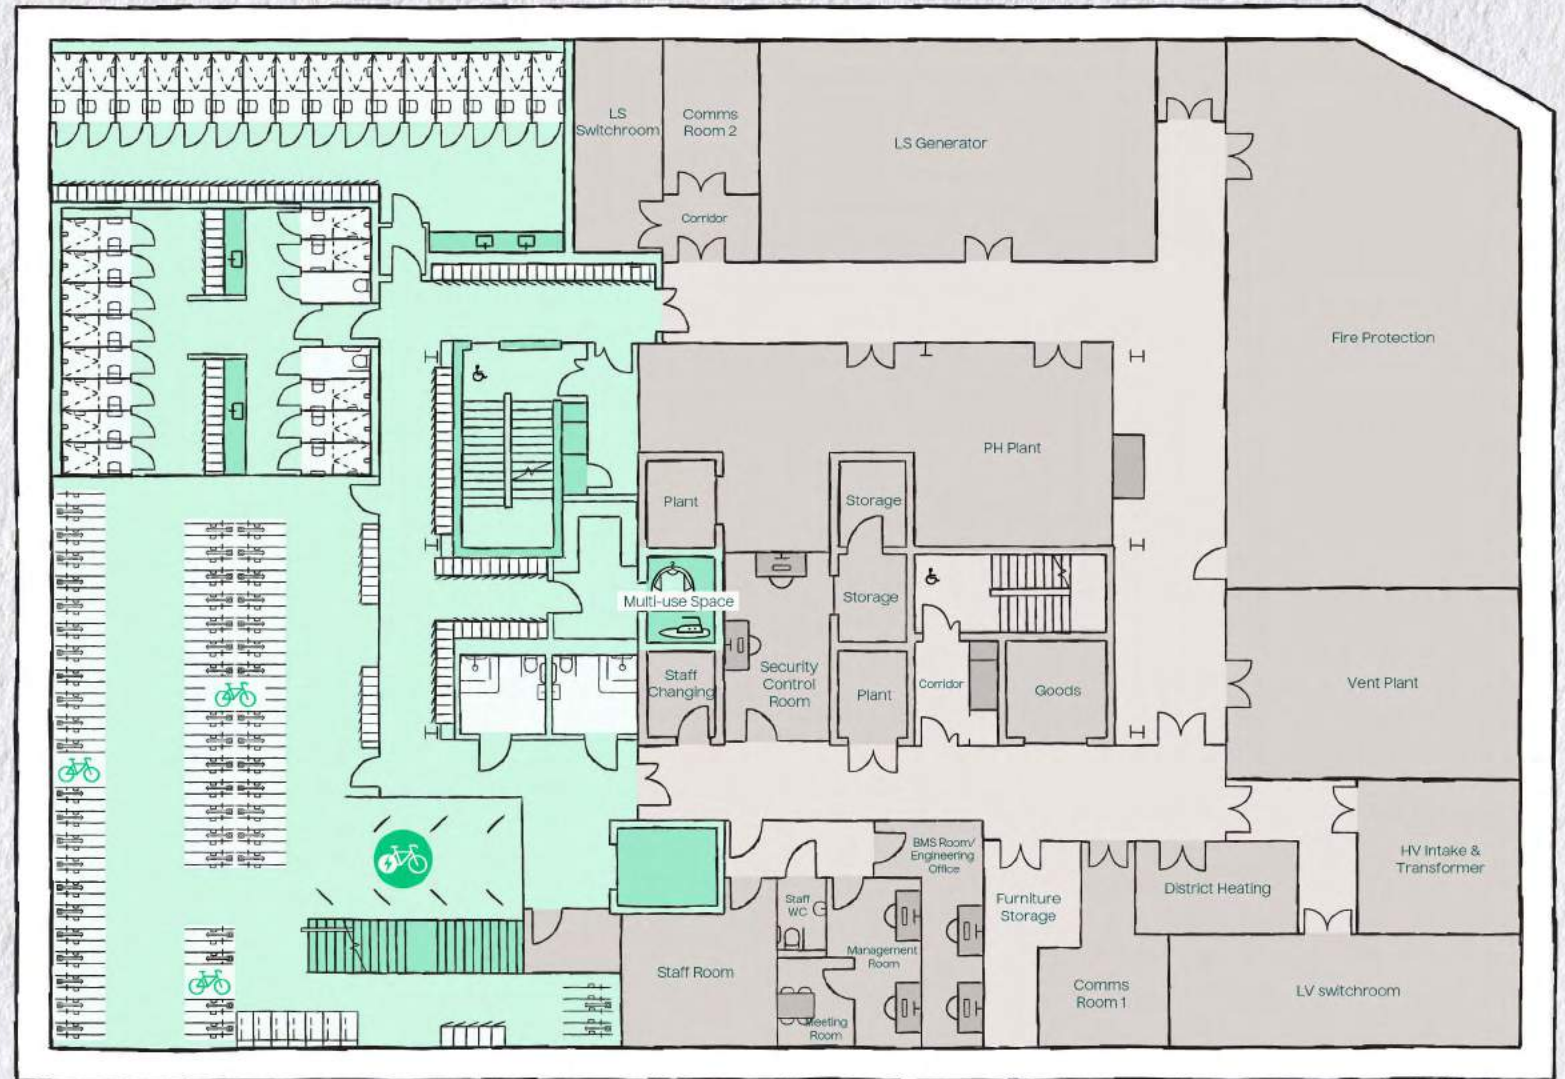 LS
Switchroom
Comms
Room 2
LS Generator
Corridor
Fire Protection
PH Plant
Plant
Storage
Multi-use Space
Storage
Staff
Changing
Security
Control
Room
Plant
Corridor
Goods
Vent Plant
BMS Room/
Engineering
Office
HV Intake &
Transformer
District Heating
Staff
WC
Furniture
Storage
Management
Room
Staff Room
Comms
Room 1
LV switchroom
Meeting
Room